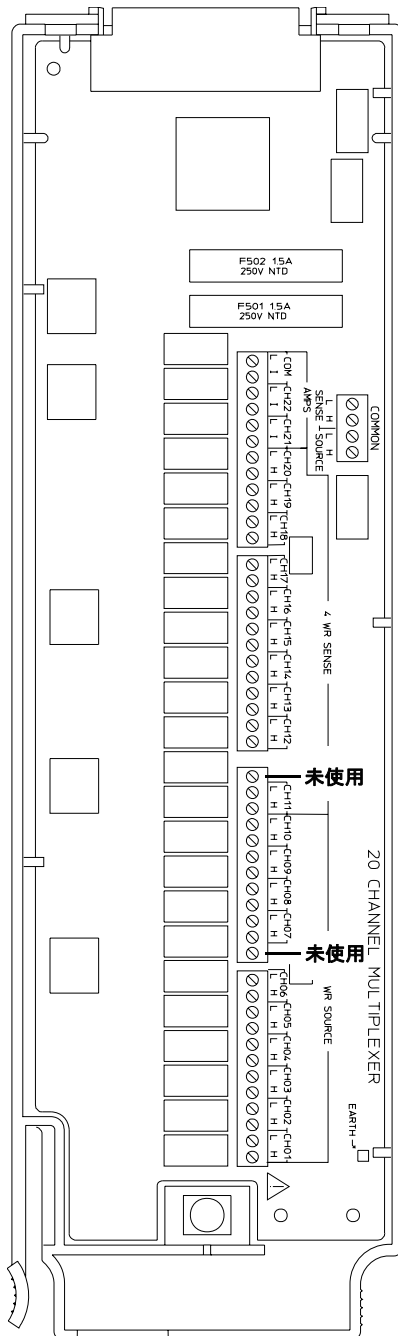 F502 1.5A
250V NTD
F501 1.5A
250V NTD
COMMON
L H L H
SENSE SOURCE
AMPS
COM L I
CH22 L I
CH21 L I
CH20 L H
CH19 L H
CH18 L H
CH17 L H
CH16 L H
CH15 L H
CH14 L H
CH13 L H
CH12 L H
4 WR SENSE
未使用
CH11 L H
CH10 L H
CH09 L H
CH08 L H
CH07 L H
未使用
CH06 L H
CH05 L H
CH04 L H
CH03 L H
CH02 L H
CH01 L H
WR SOURCE
20 CHANNEL MULTIPLEXER
EARTH